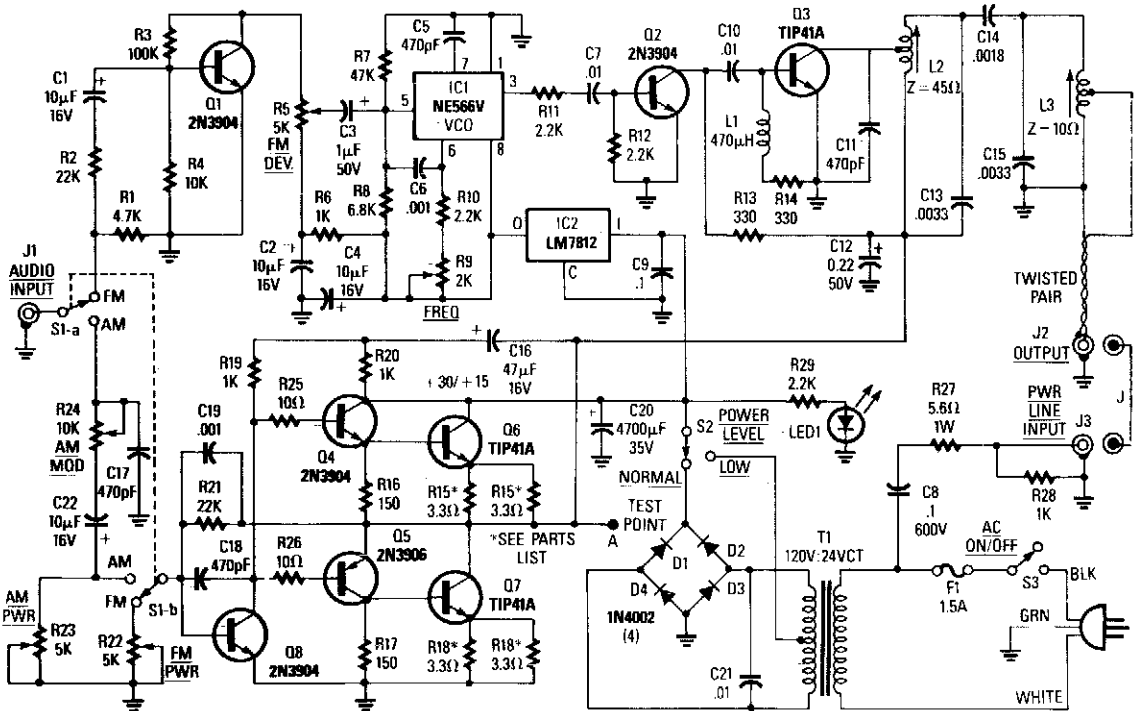 R3
100K
C1
10µF
16V
+
Q1
2N3904
R2
22K
R4
10K
R1
4.7K
J1
AUDIO
INPUT
FM
S1-a
AM
R5
5K
FM
DEV.
R7
47K
C5
470pF
7
1
IC1
NE566V
VCO
5
3
6
8
C3
1µF
50V
+
R6
1K
R8
6.8K
C6
.001
R10
2.2K
C2
10µF
16V
C4
10µF
16V
+
R9
2K
FREQ
R11
2.2K
C7
.01
Q2
2N3904
R12
2.2K
C10
.01
Q3
TIP41A
L1
470µH
C11
470pF
R13
330
R14
330
L2
Z=45Ω
C14
.0018
L3
Z-10Ω
C15
.0033
C13
.0033
C12
0.22
50V
+
O
IC2
LM7812
I
C
C9
.1
TWISTED
PAIR
J2
OUTPUT
PWR
LINE
INPUT
J3
J
R24
10K
AM
MOD
C17
470pF
C22
10µF
16V
+
AM
FM
S1-b
AM
PWR
R23
5K
R22
5K
FM
PWR
R19
1K
R20
1K
+
C16
47µF
16V
+30/+15
R25
10Ω
C19
.001
Q4
2N3904
Q6
TIP41A
R21
22K
R16
150
R15*
3.3Ω
R15*
3.3Ω
C18
470pF
R26
10Ω
Q5
2N3906
*SEE PARTS
LIST
TEST
POINT
A
Q7
TIP41A
Q8
2N3904
R17
150
R18*
3.3Ω
R18*
3.3Ω
+
C20
4700µF
35V
S2
POWER
LEVEL
NORMAL
LOW
R29
2.2K
LED1
R27
5.6Ω
1W
R28
1K
C8
.1
600V
D1
D2
D4
D3
1N4002
(4)
C21
.01
T1
120V:24VCT
AC
ON/OFF
F1
1.5A
S3
BLK
GRN
WHITE